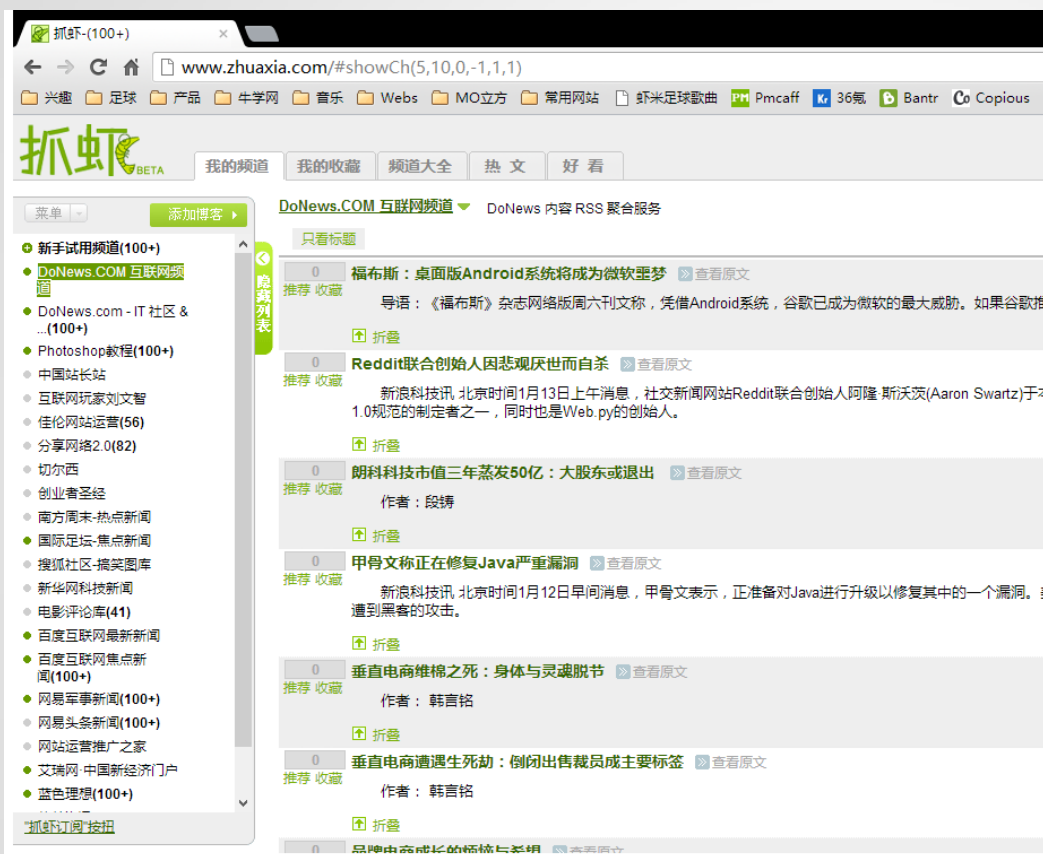 抓虾-(100+)
www.zhuaxia.com/#showCh(5,10,0,-1,1,1)
兴趣 足球 产品 牛学网 音乐 Webs MO立方 常用网站 虾米足球歌曲 PM Pmcaff Kr 36氪 Bantr Co Copious
抓虾 BETA
我的频道 我的收藏 频道大全 热 文 好 看
菜单 添加博客
新手试用频道(100+)
DoNews.COM 互联网频
道
DoNews.com - IT 社区 &
...(100+)
Photoshop教程(100+)
中国站长站
互联网玩家刘文智
佳伦网站运营(56)
分享网络2.0(82)
切尔西
创业者圣经
南方周末-热点新闻
国际足坛-焦点新闻
搜狐社区-搞笑图库
新华网科技新闻
电影评论库(41)
百度互联网最新新闻
百度互联网焦点新
闻(100+)
网易军事新闻(100+)
网易头条新闻(100+)
网站运营推广之家
艾瑞网·中国新经济门户
蓝色理想(100+)
"抓虾订阅"按扭
隐藏列表
DoNews.COM 互联网频道 DoNews 内容 RSS 聚合服务
只看标题
0 福布斯：桌面版Android系统将成为微软噩梦 查看原文
推荐 收藏 导语：《福布斯》杂志网络版周六刊文称，凭借Android系统，谷歌已成为微软的最大威胁。如果谷歌推
折叠
0 Reddit联合创始人因悲观厌世而自杀 查看原文
推荐 收藏
新浪科技讯 北京时间1月13日上午消息，社交新闻网站Reddit联合创始人阿隆·斯沃茨(Aaron Swartz)于本
1.0规范的制定者之一，同时也是Web.py的创始人。
折叠
0 朗科科技市值三年蒸发50亿：大股东或退出 查看原文
推荐 收藏
作者：段铸
折叠
0 甲骨文称正在修复Java严重漏洞 查看原文
推荐 收藏
新浪科技讯 北京时间1月12日早间消息，甲骨文表示，正准备对Java进行升级以修复其中的一个漏洞。
遭到黑客的攻击。
折叠
0 垂直电商维棉之死：身体与灵魂脱节 查看原文
推荐 收藏
作者： 韩言铭
折叠
0 垂直电商遭遇生死劫：倒闭出售裁员成主要标签 查看原文
推荐 收藏
作者： 韩言铭
折叠
0 品牌电商成长的烦恼与希望 查看原文